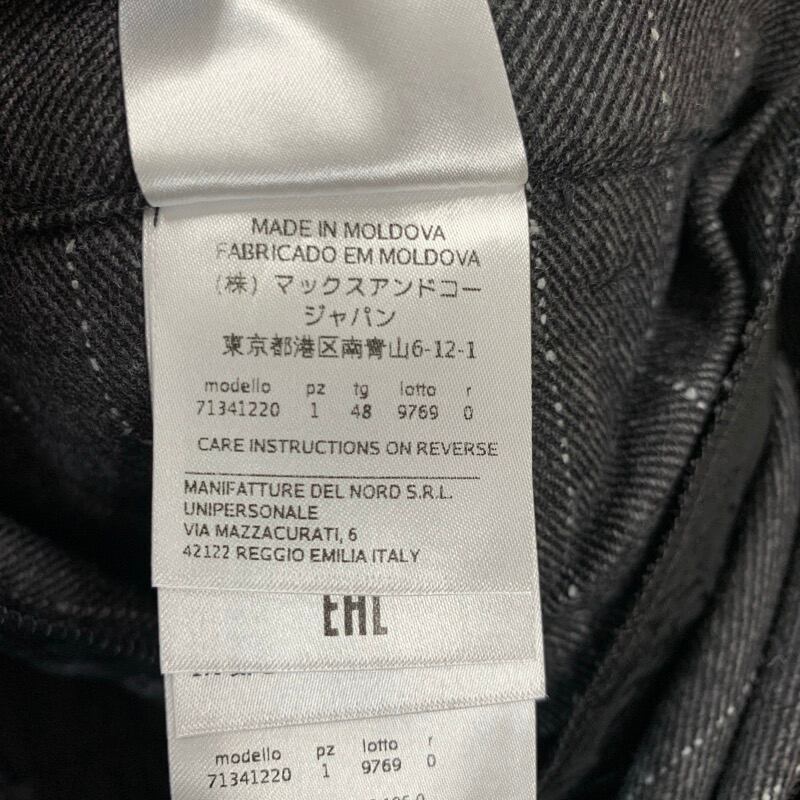 MADE IN MOLDOVA
FABRICADO EM MOLDOVA
(株) マックスアンドコー
ジャパン
東京都港区南青山6-12-1
modello pz tg lotto r
71341220 1 48 9769 0
CARE INSTRUCTIONS ON REVERSE
MANIFATTURE DEL NORD S.R.L.
UNIPERSONALE
VIA MAZZACURATI, 6
42122 REGGIO EMILIA ITALY
EAC
modello pz lotto r
71341220 1 9769 0